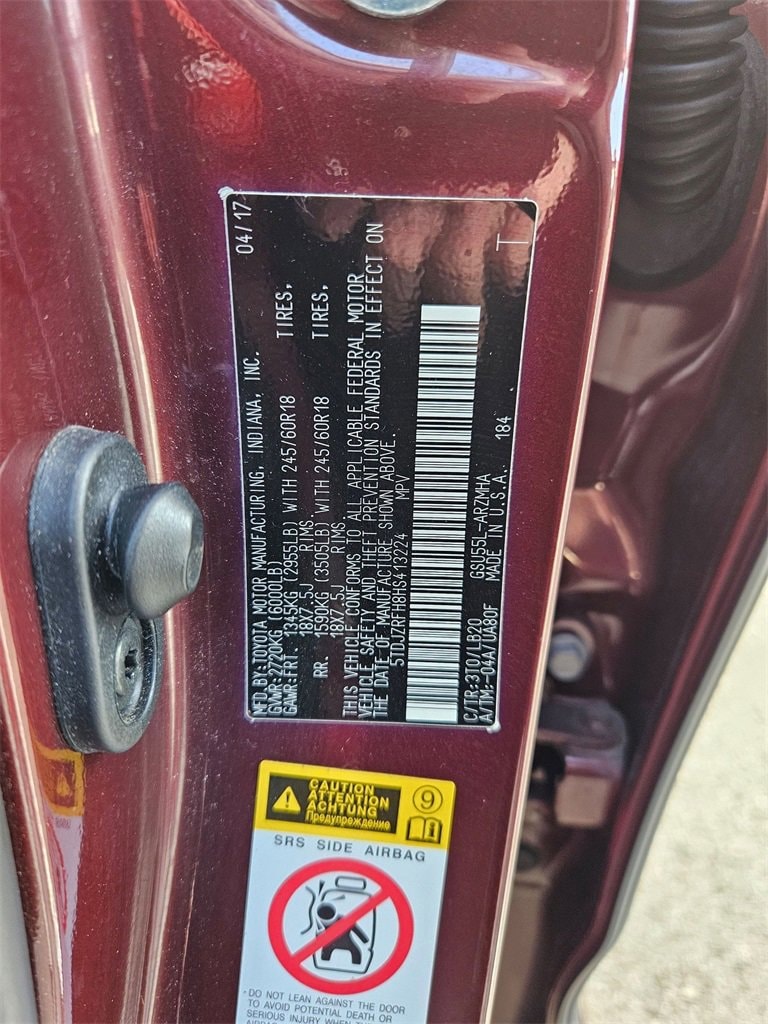 04/17
MFD.BY:TOYOTA MOTOR MANUFACTURING, INDIANA, INC.
GVWR:2720KG(6000LB)
GAWR:FRT. 1345KG(2955LB) WITH 245/60R18 TIRES,
18X7.5J RIMS
RR. 1590KG(3505LB) WITH 245/60R18 TIRES,
18X7.5J RIMS
THIS VEHICLE CONFORMS TO ALL APPLICABLE FEDERAL MOTOR
VEHICLE SAFETY AND THEFT PREVENTION STANDARDS IN EFFECT ON
THE DATE OF MANUFACTURE SHOWN ABOVE.
5TDJZRFH8HS413224 MPV
T
184
C/TR:3T0/LB20 GSU55L-ARZMHA
A/TM:-04A/UA80F MADE IN U.S.A.
CAUTION
ATTENTION
ACHTUNG
Предупреждение
9
SRS SIDE AIRBAG
- DO NOT LEAN AGAINST THE DOOR
TO AVOID POTENTIAL DEATH OR
SERIOUS INJURY WHEN THE